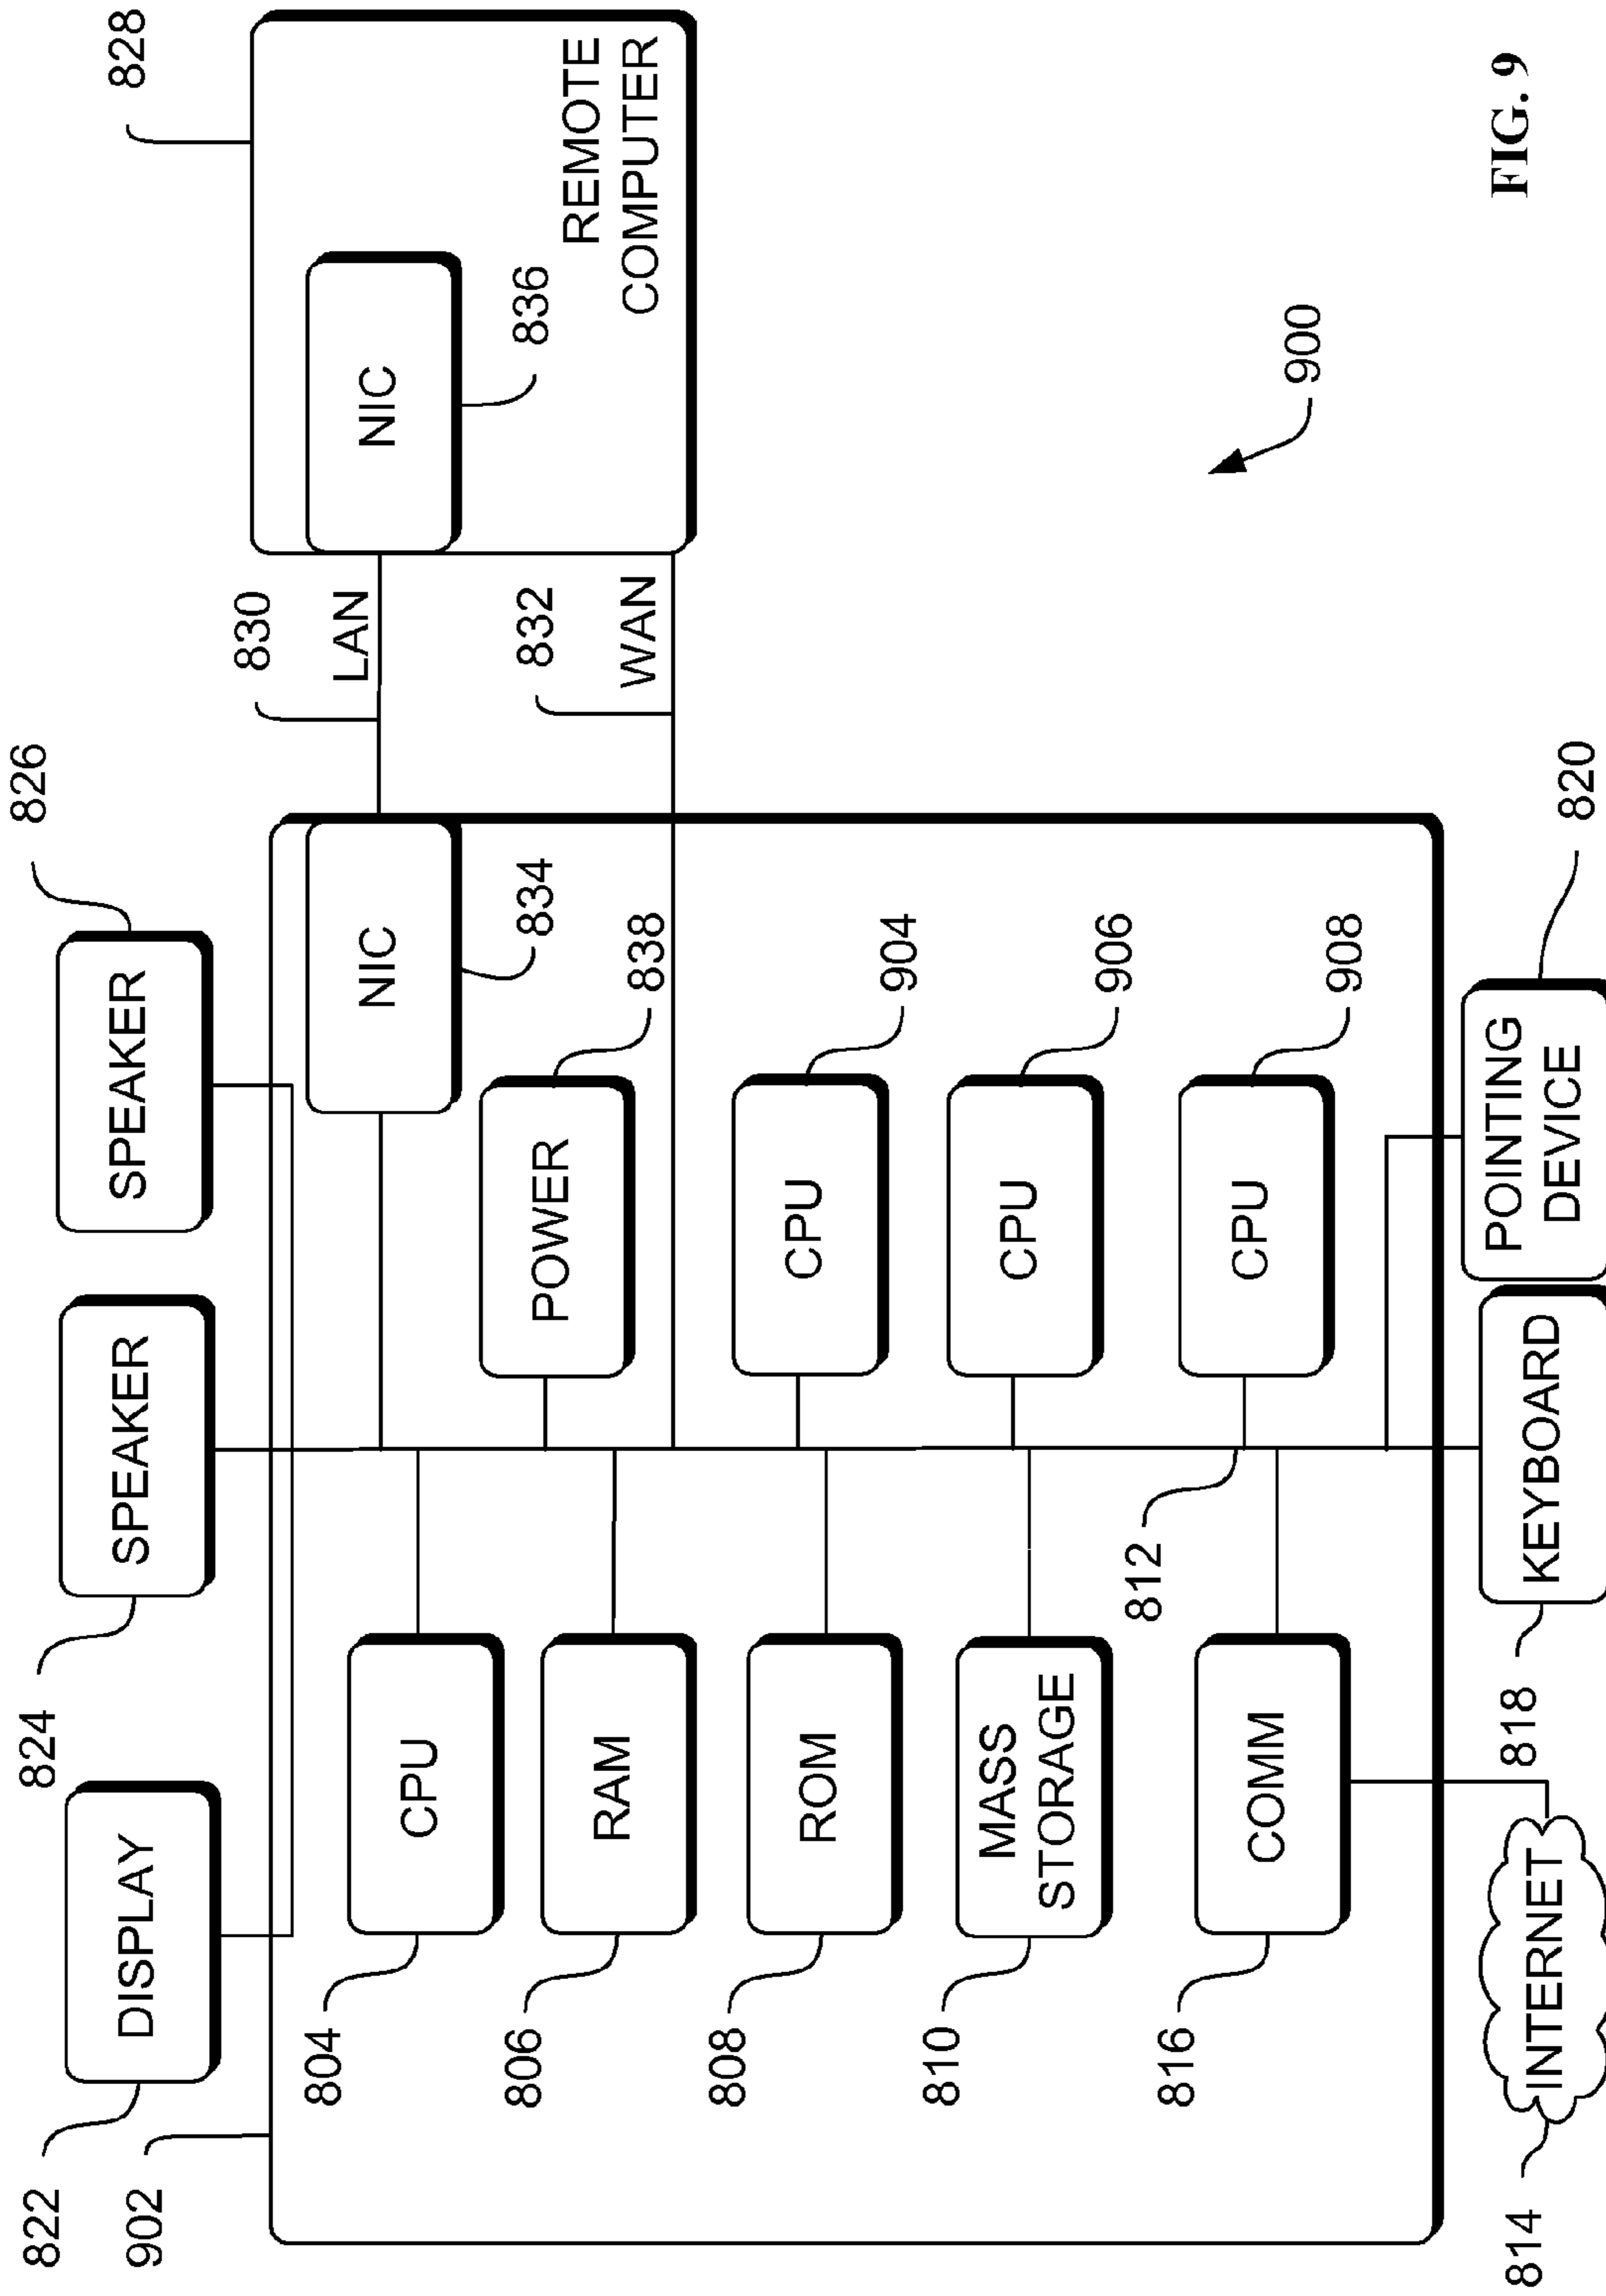 822
824
826
828
902
DISPLAY
SPEAKER
SPEAKER
830
LAN
804
CPU
NIC
NIC
834
836
806
RAM
POWER
838
832
WAN
REMOTE
COMPUTER
808
ROM
CPU
904
810
MASS
STORAGE
CPU
906
812
816
COMM
CPU
908
900
814
INTERNET
818
KEYBOARD
POINTING
DEVICE
820
FIG. 9